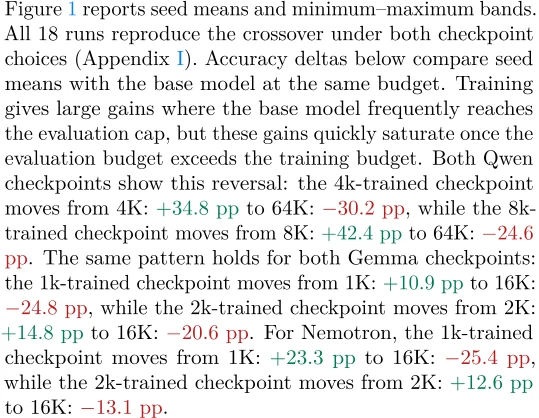 Figure 1 reports seed means and minimum–maximum bands.
All 18 runs reproduce the crossover under both checkpoint
choices (Appendix I). Accuracy deltas below compare seed
means with the base model at the same budget. Training
gives large gains where the base model frequently reaches
the evaluation cap, but these gains quickly saturate once the
evaluation budget exceeds the training budget. Both Qwen
checkpoints show this reversal: the 4k-trained checkpoint
moves from 4K: +34.8 pp to 64K: −30.2 pp, while the 8k-
trained checkpoint moves from 8K: +42.4 pp to 64K: −24.6
pp. The same pattern holds for both Gemma checkpoints:
the 1k-trained checkpoint moves from 1K: +10.9 pp to 16K:
−24.8 pp, while the 2k-trained checkpoint moves from 2K:
+14.8 pp to 16K: −20.6 pp. For Nemotron, the 1k-trained
checkpoint moves from 1K: +23.3 pp to 16K: −25.4 pp,
while the 2k-trained checkpoint moves from 2K: +12.6 pp
to 16K: −13.1 pp.